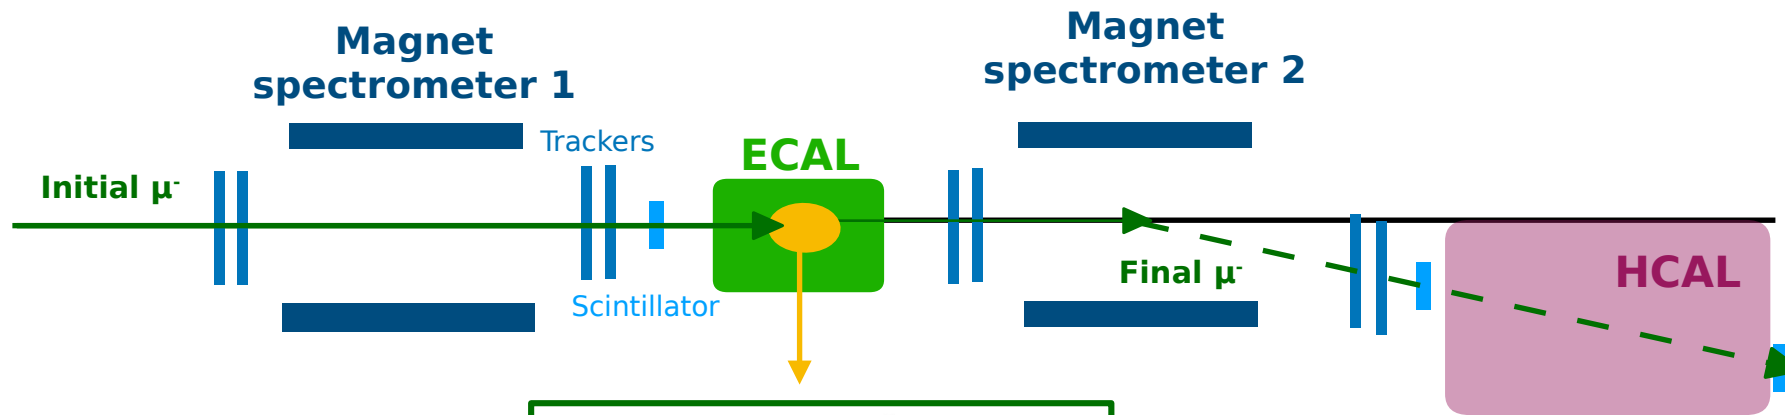 Magnet
spectrometer 1
Magnet
spectrometer 2
Trackers
ECAL
Initial μ-
Final μ-
HCAL
Scintillator